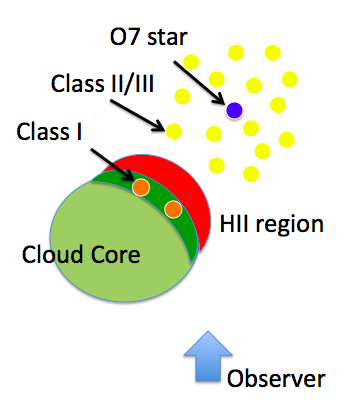 O7 star
Class II/III
Class I
HII region
Cloud Core
Observer